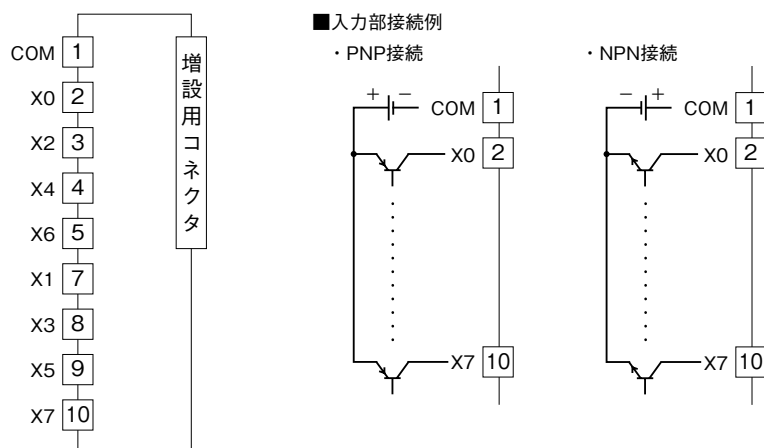 COM 1
X0 2
X2 3
X4 4
X6 5
X1 7
X3 8
X5 9
X7 10
増設用コネクタ
■入力部接続例
・PNP接続
+ −
COM 1
X0 2
X7 10
・NPN接続
− +
COM 1
X0 2
X7 10